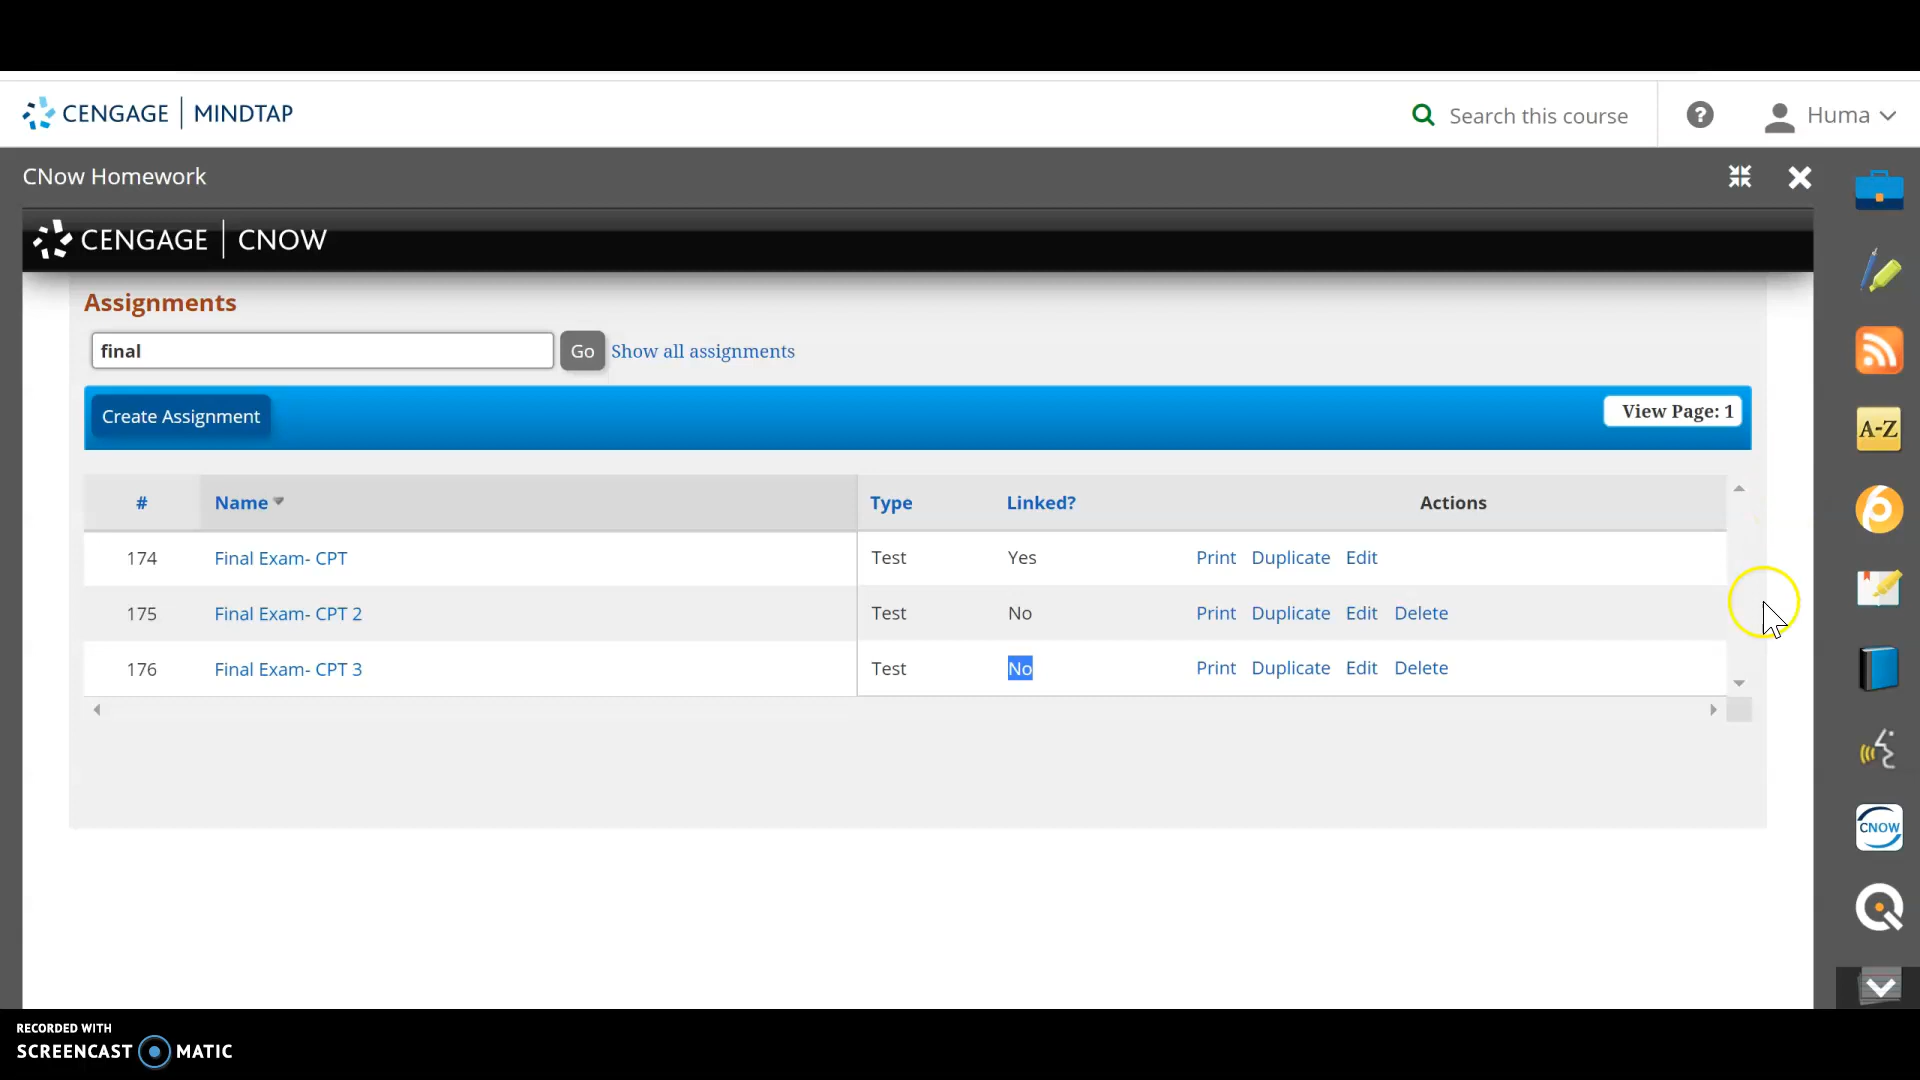 CENGAGE | MINDTAP
Search this course
?
Huma
CNow Homework
CENGAGE | CNOW
Assignments
final
Go
Show all assignments
Create Assignment
View Page: 1
# Name Type Linked? Actions
174 Final Exam- CPT Test Yes Print Duplicate Edit
175 Final Exam- CPT 2 Test No Print Duplicate Edit Delete
176 Final Exam- CPT 3 Test No Print Duplicate Edit Delete
A-Z
CNOW
RECORDED WITH
SCREENCAST MATIC